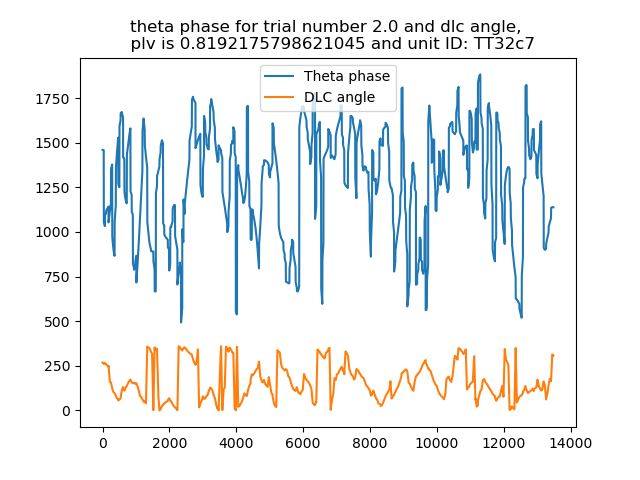 theta phase for trial number 2.0 and dlc angle,
plv is 0.8192175798621045 and unit ID: TT32c7
Theta phase
DLC angle
1750
1500
1250
1000
750
500
250
0
0 2000 4000 6000 8000 10000 12000 14000